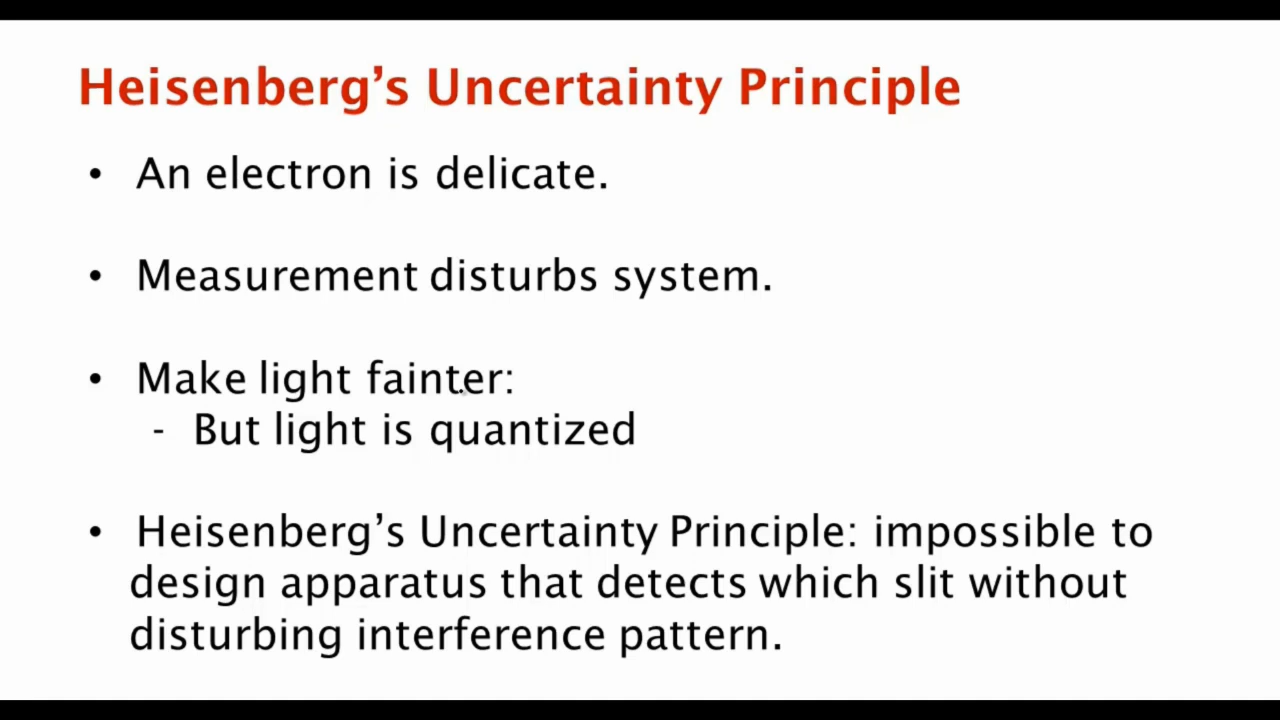 Heisenberg’s Uncertainty Principle
• An electron is delicate.
• Measurement disturbs system.
• Make light fainter:
- But light is quantized
• Heisenberg’s Uncertainty Principle: impossible to
design apparatus that detects which slit without
disturbing interference pattern.